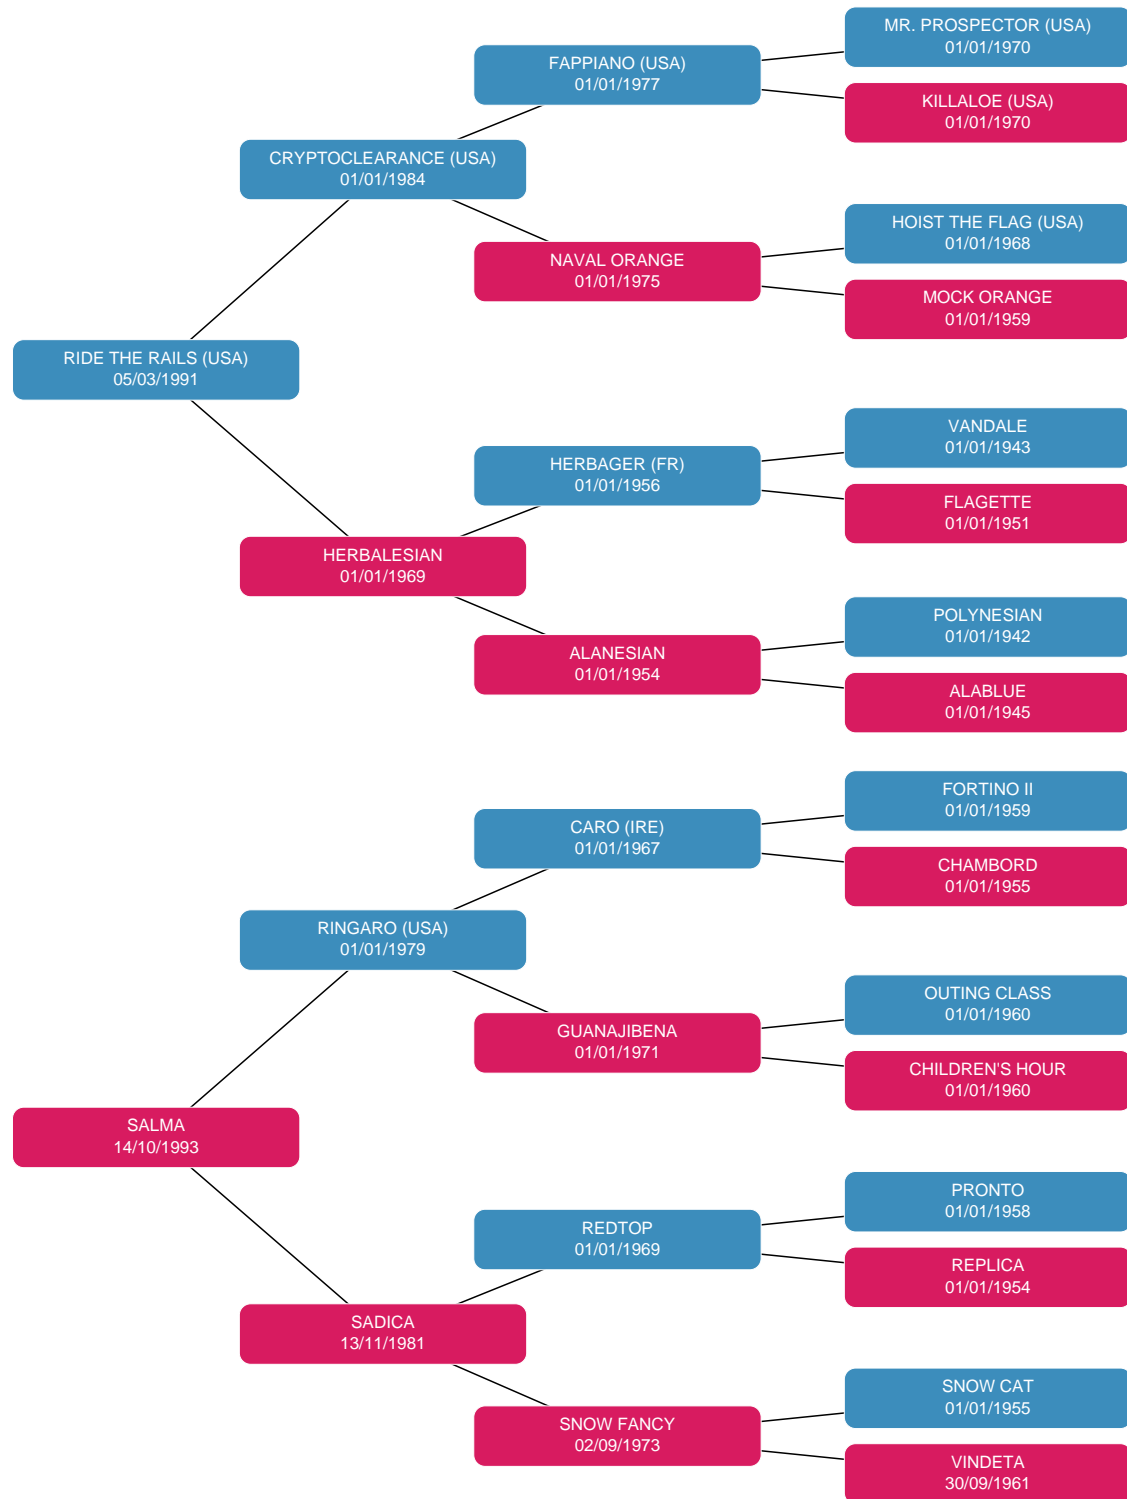 MR. PROSPECTOR (USA)
01/01/1970
FAPPIANO (USA)
01/01/1977
KILLALOE (USA)
01/01/1970
CRYPTOCLEARANCE (USA)
01/01/1984
HOIST THE FLAG (USA)
01/01/1968
NAVAL ORANGE
01/01/1975
MOCK ORANGE
01/01/1959
RIDE THE RAILS (USA)
05/03/1991
VANDALE
01/01/1943
HERBAGER (FR)
01/01/1956
FLAGETTE
01/01/1951
HERBALESIAN
01/01/1969
POLYNESIAN
01/01/1942
ALANESIAN
01/01/1954
ALABLUE
01/01/1945
FORTINO II
01/01/1959
CARO (IRE)
01/01/1967
CHAMBORD
01/01/1955
RINGARO (USA)
01/01/1979
OUTING CLASS
01/01/1960
GUANAJIBENA
01/01/1971
CHILDREN'S HOUR
01/01/1960
SALMA
14/10/1993
PRONTO
01/01/1958
REDTOP
01/01/1969
REPLICA
01/01/1954
SADICA
13/11/1981
SNOW CAT
01/01/1955
SNOW FANCY
02/09/1973
VINDETA
30/09/1961